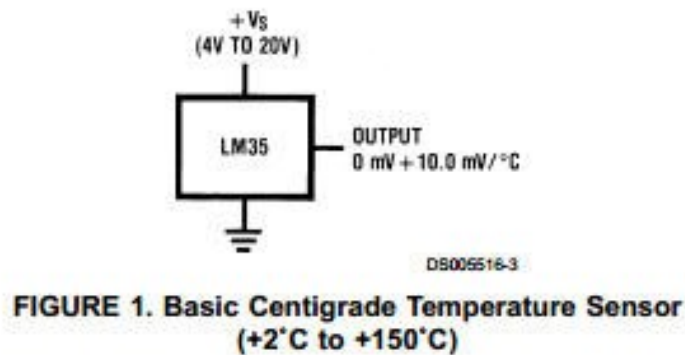 +VS
(4V TO 20V)
LM35
OUTPUT
0 mV + 10.0 mV/°C
DS005516-3
FIGURE 1. Basic Centigrade Temperature Sensor
(+2°C to +150°C)